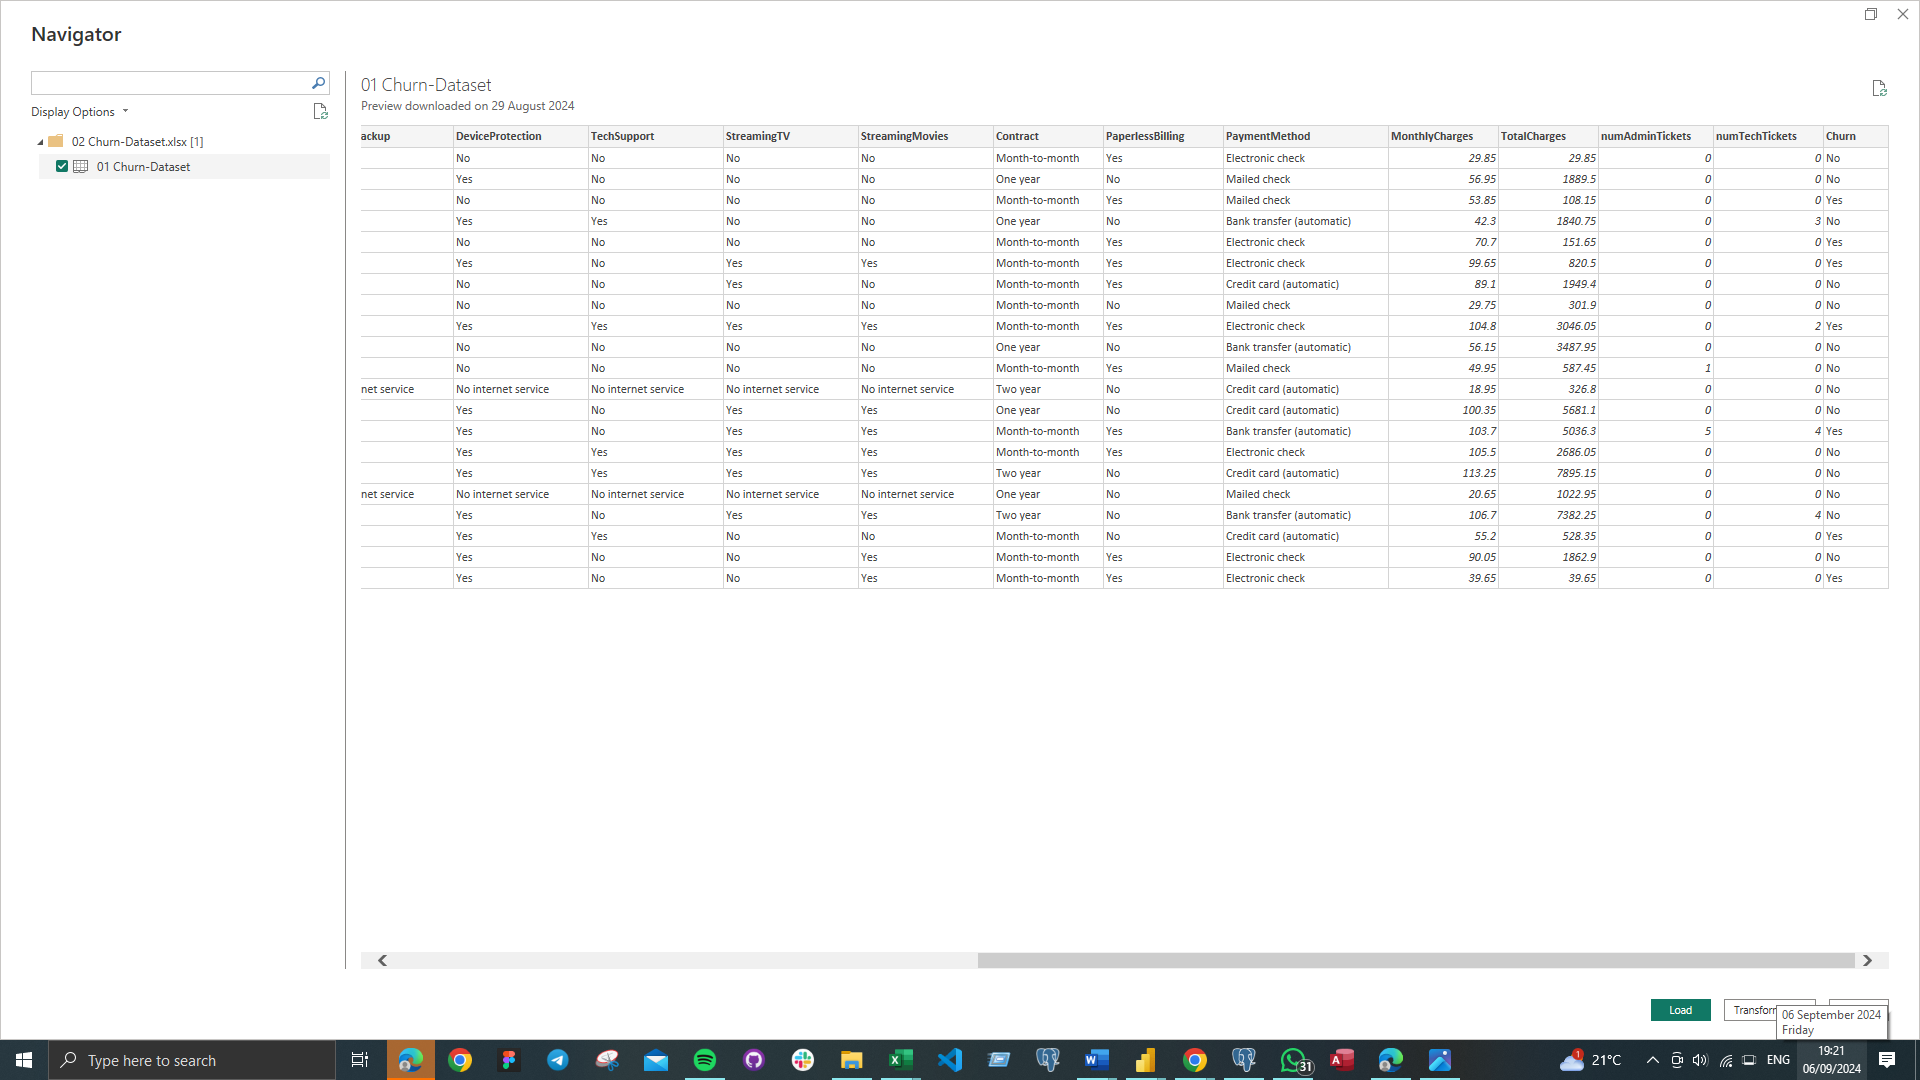 Navigator
Display Options
02 Churn-Dataset.xlsx [1]
01 Churn-Dataset
01 Churn-Dataset
Preview downloaded on 29 August 2024
ackup DeviceProtection TechSupport StreamingTV StreamingMovies Contract PaperlessBilling PaymentMethod MonthlyCharges TotalCharges numAdminTickets numTechTickets Churn
No No No No Month-to-month Yes Electronic check 29.85 29.85 0 0 No
Yes No No No One year No Mailed check 56.95 1889.5 0 0 No
No No No No Month-to-month Yes Mailed check 53.85 108.15 0 0 Yes
Yes Yes No No One year No Bank transfer (automatic) 42.3 1840.75 0 3 No
No No No No Month-to-month Yes Electronic check 70.7 151.65 0 0 Yes
Yes No Yes Yes Month-to-month Yes Electronic check 99.65 820.5 0 0 Yes
No No Yes No Month-to-month Yes Credit card (automatic) 89.1 1949.4 0 0 No
No No No No Month-to-month No Mailed check 29.75 301.9 0 0 No
Yes Yes Yes Yes Month-to-month Yes Electronic check 104.8 3046.05 0 2 Yes
No No No No One year No Bank transfer (automatic) 56.15 3487.95 0 0 No
No No No No Month-to-month Yes Mailed check 49.95 587.45 1 0 No
net service No internet service No internet service No internet service No internet service Two year No Credit card (automatic) 18.95 326.8 0 0 No
Yes No Yes Yes One year No Credit card (automatic) 100.35 5681.1 0 0 No
Yes No Yes Yes Month-to-month Yes Bank transfer (automatic) 103.7 5036.3 5 4 Yes
Yes Yes Yes Yes Month-to-month Yes Electronic check 105.5 2686.05 0 0 No
Yes Yes Yes Yes Two year No Credit card (automatic) 113.25 7895.15 0 0 No
net service No internet service No internet service No internet service No internet service One year No Mailed check 20.65 1022.95 0 0 No
Yes No Yes Yes Two year No Bank transfer (automatic) 106.7 7382.25 0 4 No
Yes Yes No No Month-to-month No Credit card (automatic) 55.2 528.35 0 0 Yes
Yes No No Yes Month-to-month Yes Electronic check 90.05 1862.9 0 0 No
Yes No No Yes Month-to-month Yes Electronic check 39.65 39.65 0 0 Yes
Load Transform
06 September 2024
Friday
Type here to search
31
1
21°C
ENG
19:21
06/09/2024